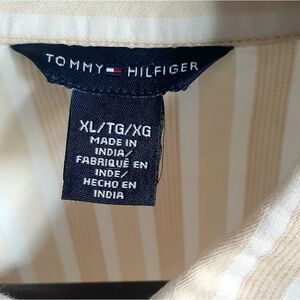 TOMMY HILFIGER
XL/TG/XG
MADE IN
INDIA/
FABRIQUÉ EN
INDE/
HECHO EN
INDIA